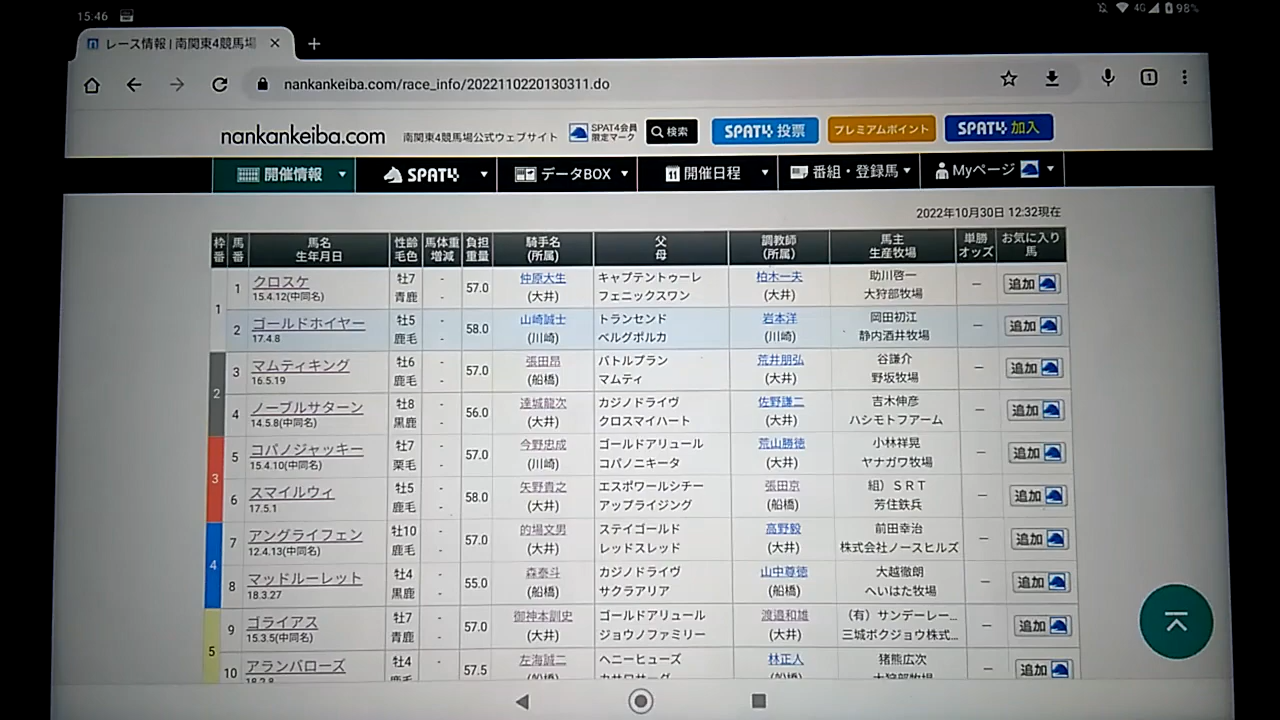 15.46
4G 98%
レース情報 | 南関東4競馬場
nankankeiba.com/race_info/2022110220130311.do
1
nankankeiba.com 南関東4競馬場公式ウェブサイト SPAT4会員限定マーク 検索 SPAT4投票 プレミアムポイント SPAT4加入
開催情報 SPAT4 データBOX 開催日程 番組・登録馬 Myページ
2022年10月30日 12:32現在
枠番 馬番 馬名 生年月日 性齢 毛色 馬体重 増減 負担重量 騎手名 (所属) 父 母 調教師 (所属) 馬主 生産牧場 単勝オッズ お気に入り馬
1 1 クロスケ 牡7 - 57.0 仲原大生 キャプテントゥーレ 柏木一夫 助川啓一 － 追加
15.4.12(中同名) 青鹿 - (大井) フェニックスワン (大井) 大狩部牧場
2 ゴールドホイヤー 牡5 - 58.0 山崎誠士 トランセンド 岩本洋 岡田初江 － 追加
17.4.8 鹿毛 - (川崎) ベルグポルカ (川崎) 静内酒井牧場
2 3 マムティキング 牡6 - 57.0 張田昂 バトルプラン 荒井朋弘 谷謙介 － 追加
16.5.19 鹿毛 - (船橋) マムティ (大井) 野坂牧場
4 ノーブルサターン 牡8 - 56.0 達城龍次 カジノドライヴ 佐野謙二 吉木伸彦 － 追加
14.5.8(中同名) 黒鹿 - (大井) クロスマイハート (大井) ハシモトフアーム
3 5 コパノジャッキー 牡7 - 57.0 今野忠成 ゴールドアリュール 荒山勝徳 小林祥晃 － 追加
15.4.10(中同名) 栗毛 - (川崎) コパノニキータ (大井) ヤナガワ牧場
6 スマイルウィ 牡5 - 58.0 矢野貴之 エスポワールシチー 張田京 組）ＳＲＴ － 追加
17.5.1 鹿毛 - (大井) アップライジング (船橋) 芳住鉄兵
4 7 アングライフェン 牡10 - 57.0 的場文男 ステイゴールド 高野毅 前田幸治 － 追加
12.4.13(中同名) 鹿毛 - (大井) レッドスレッド (大井) 株式会社ノースヒルズ
8 マッドルーレット 牡4 - 55.0 森泰斗 カジノドライヴ 山中尊徳 大越徹朗 － 追加
18.3.27 黒鹿 - (船橋) サクラアリア (船橋) へいはた牧場
5 9 ゴライアス 牡7 - 57.0 御神本訓史 ゴールドアリュール 渡邉和雄 （有）サンデーレー... － 追加
15.3.5(中同名) 青鹿 - (大井) ジョウノファミリー (大井) 三城ボクジョウ株式...
10 アランバローズ 牡4 - 57.5 左海誠二 ヘニーヒューズ 林正人 猪熊広次 － 追加